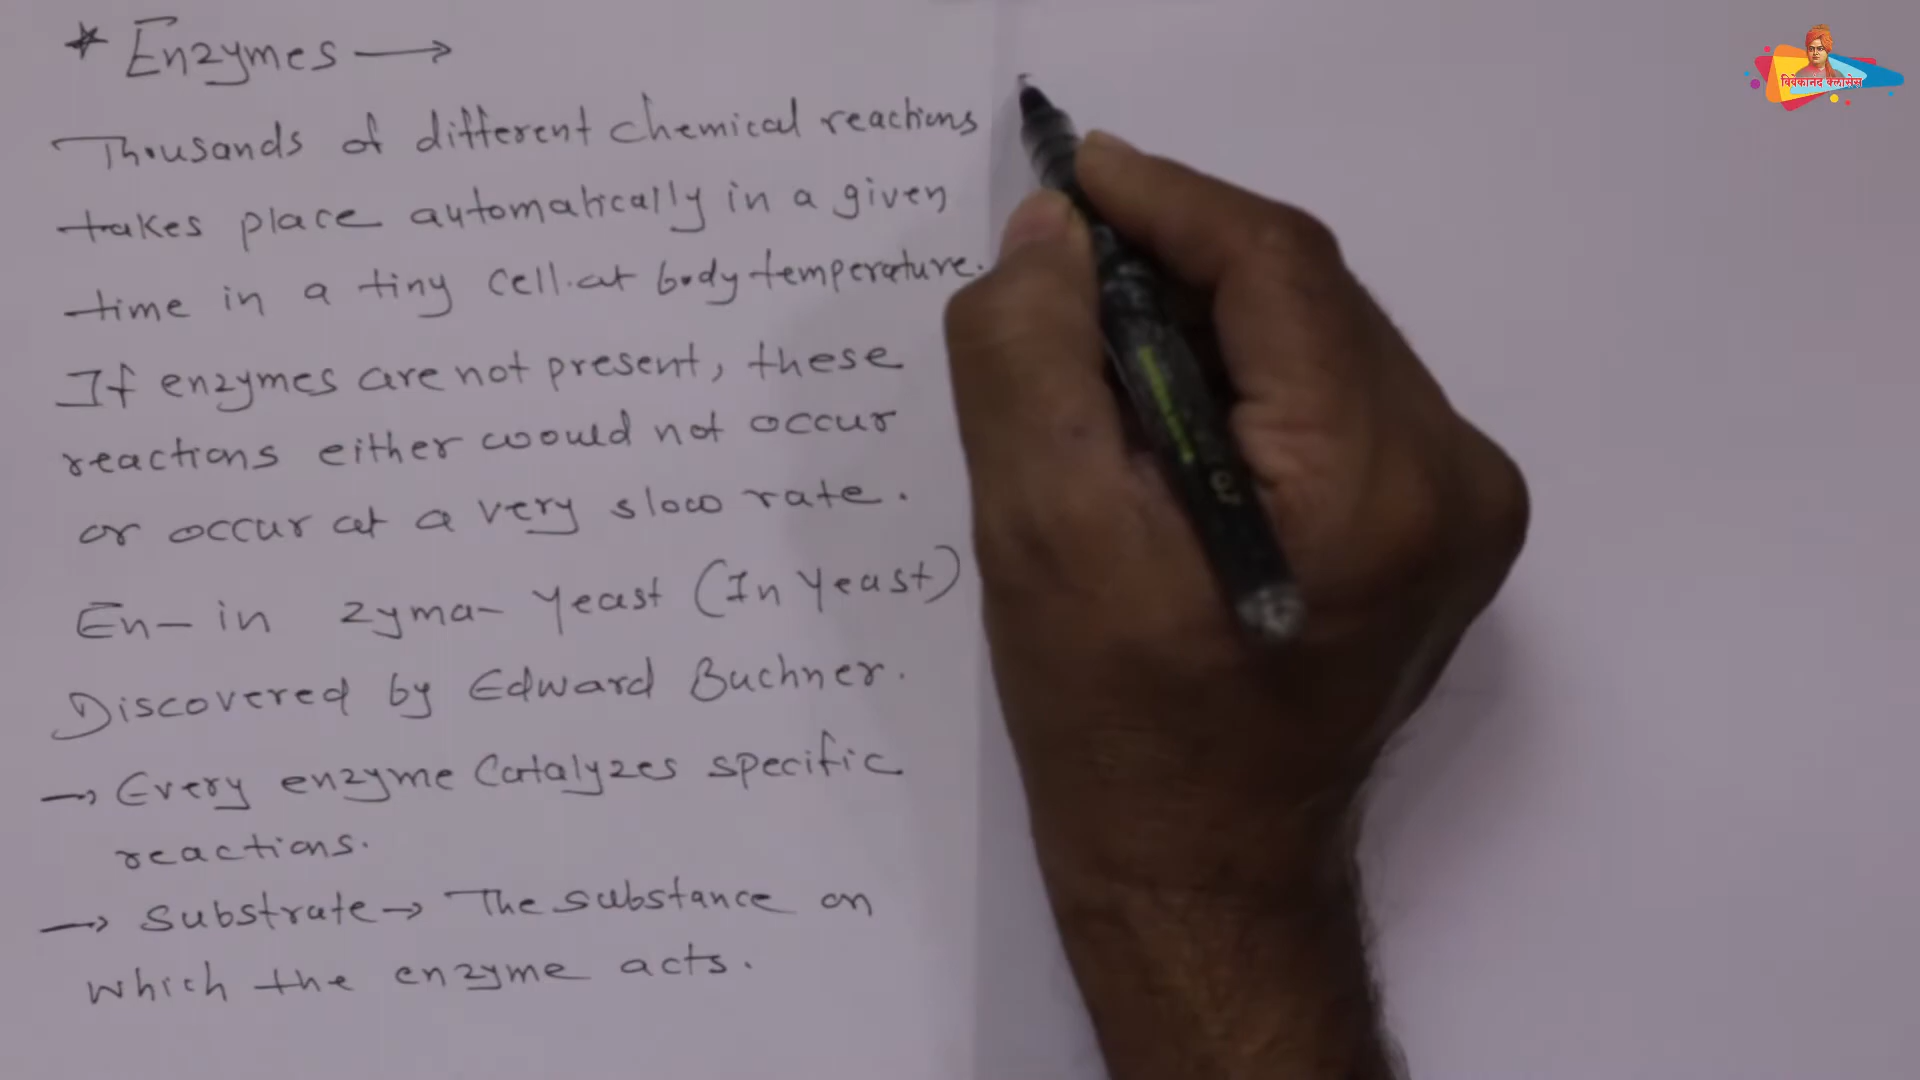 * Enzymes →
Thousands of different chemical reactions
takes place automatically in a given
time in a tiny cell.at body temperature.
If enzymes are not present, these
reactions either would not occur
or occur at a very slow rate.
En- in zyma- Yeast (In Yeast)
Discovered by Edward Buchner.
→ Every enzyme Catalyzes specific
reactions.
→ Substrate → The substance on
which the enzyme acts.
विवेकानंद क्लासेस
0.7